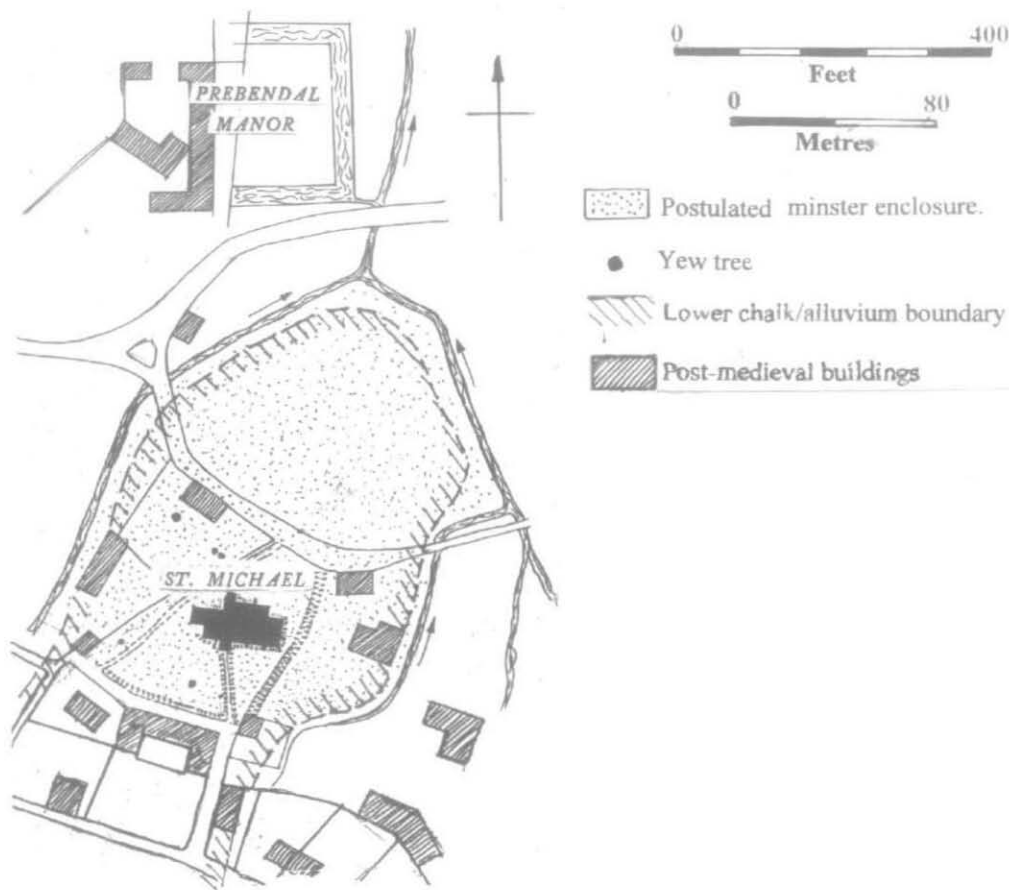 PREBENDAL
MANOR
ST. MICHAEL
0 400
Feet
0 80
Metres
Postulated minster enclosure.
Yew tree
Lower chalk/alluvium boundary
Post-medieval buildings